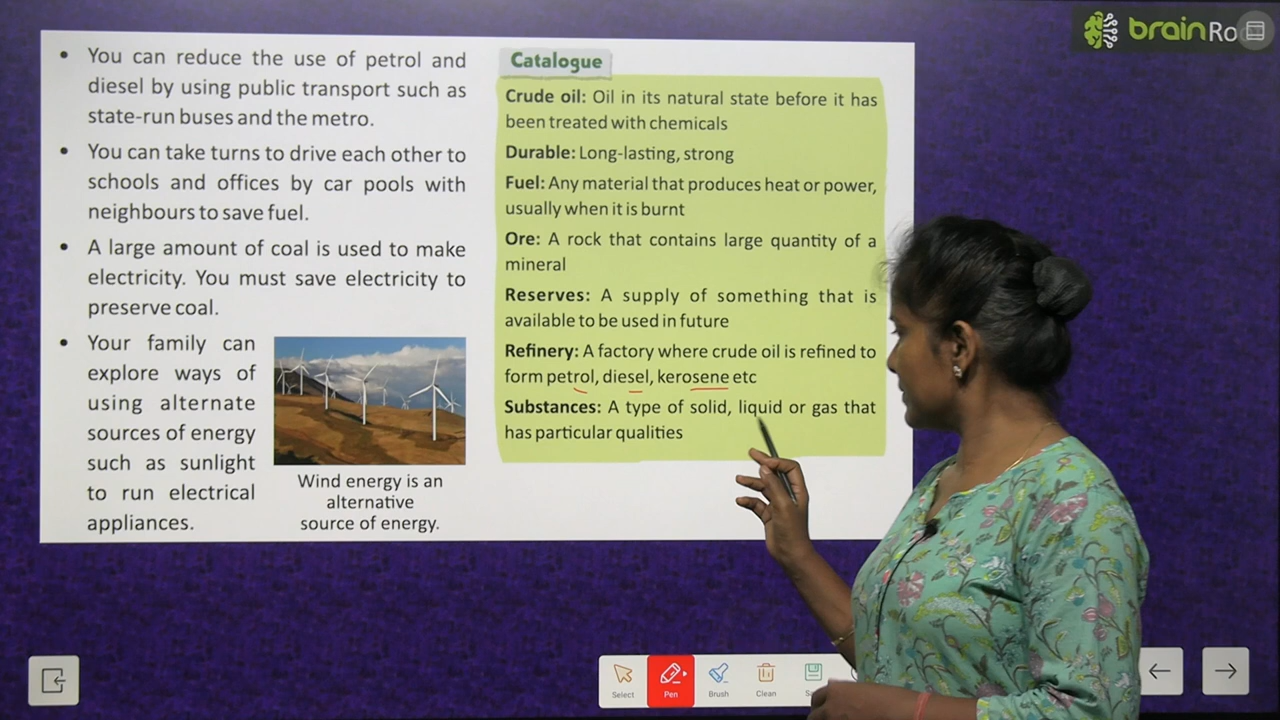 • You can reduce the use of petrol and
diesel by using public transport such as
state-run buses and the metro.
• You can take turns to drive each other to
schools and offices by car pools with
neighbours to save fuel.
• A large amount of coal is used to make
electricity. You must save electricity to
preserve coal.
• Your family can
explore ways of
using alternate
sources of energy
such as sunlight
to run electrical
appliances.
Wind energy is an
alternative
source of energy.
Catalogue
Crude oil: Oil in its natural state before it has
been treated with chemicals
Durable: Long-lasting, strong
Fuel: Any material that produces heat or power,
usually when it is burnt
Ore: A rock that contains large quantity of a
mineral
Reserves: A supply of something that is
available to be used in future
Refinery: A factory where crude oil is refined to
form petrol, diesel, kerosene etc
Substances: A type of solid, liquid or gas that
has particular qualities
brain
Select
Pen
Brush
Clean